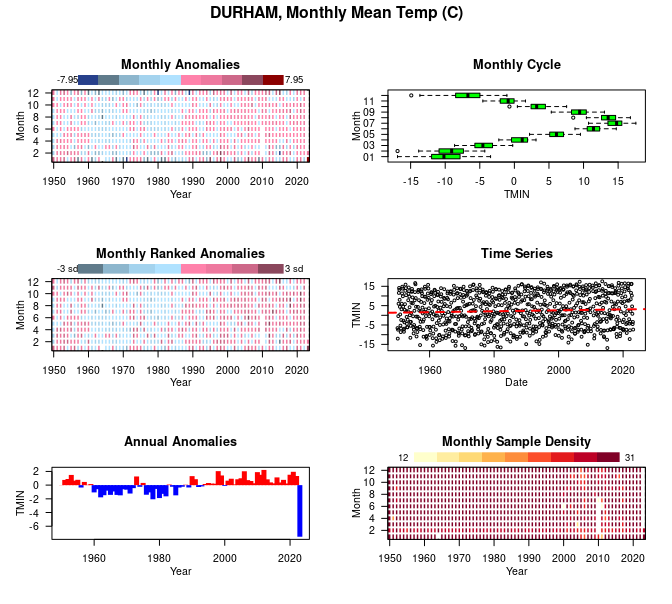 DURHAM, Monthly Mean Temp (C)
Monthly Anomalies
-7.95 7.95
Month
12
10
8
6
4
2
1950 1960 1970 1980 1990 2000 2010 2020
Year
Monthly Cycle
Month
11
09
07
05
03
01
-15 -10 -5 0 5 10 15
TMIN
Monthly Ranked Anomalies
-3 sd 3 sd
Month
12
10
8
6
4
2
1950 1960 1970 1980 1990 2000 2010 2020
Year
Time Series
TMIN
15
5
-5
-15
1960 1980 2000 2020
Date
Annual Anomalies
TMIN
2
0
-2
-4
-6
1960 1980 2000 2020
Year
Monthly Sample Density
12 31
Month
12
10
8
6
4
2
1950 1960 1970 1980 1990 2000 2010 2020
Year